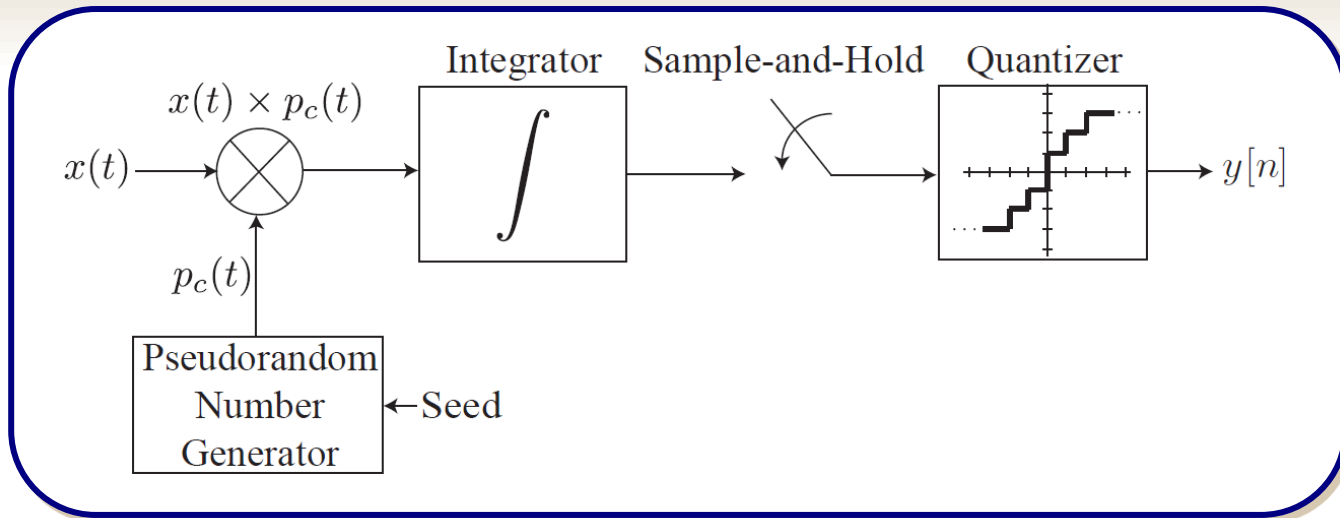 Integrator
Sample-and-Hold
Quantizer
x(t) × p_c(t)
∫
x(t)
y[n]
p_c(t)
Pseudorandom
Number
Generator
Seed